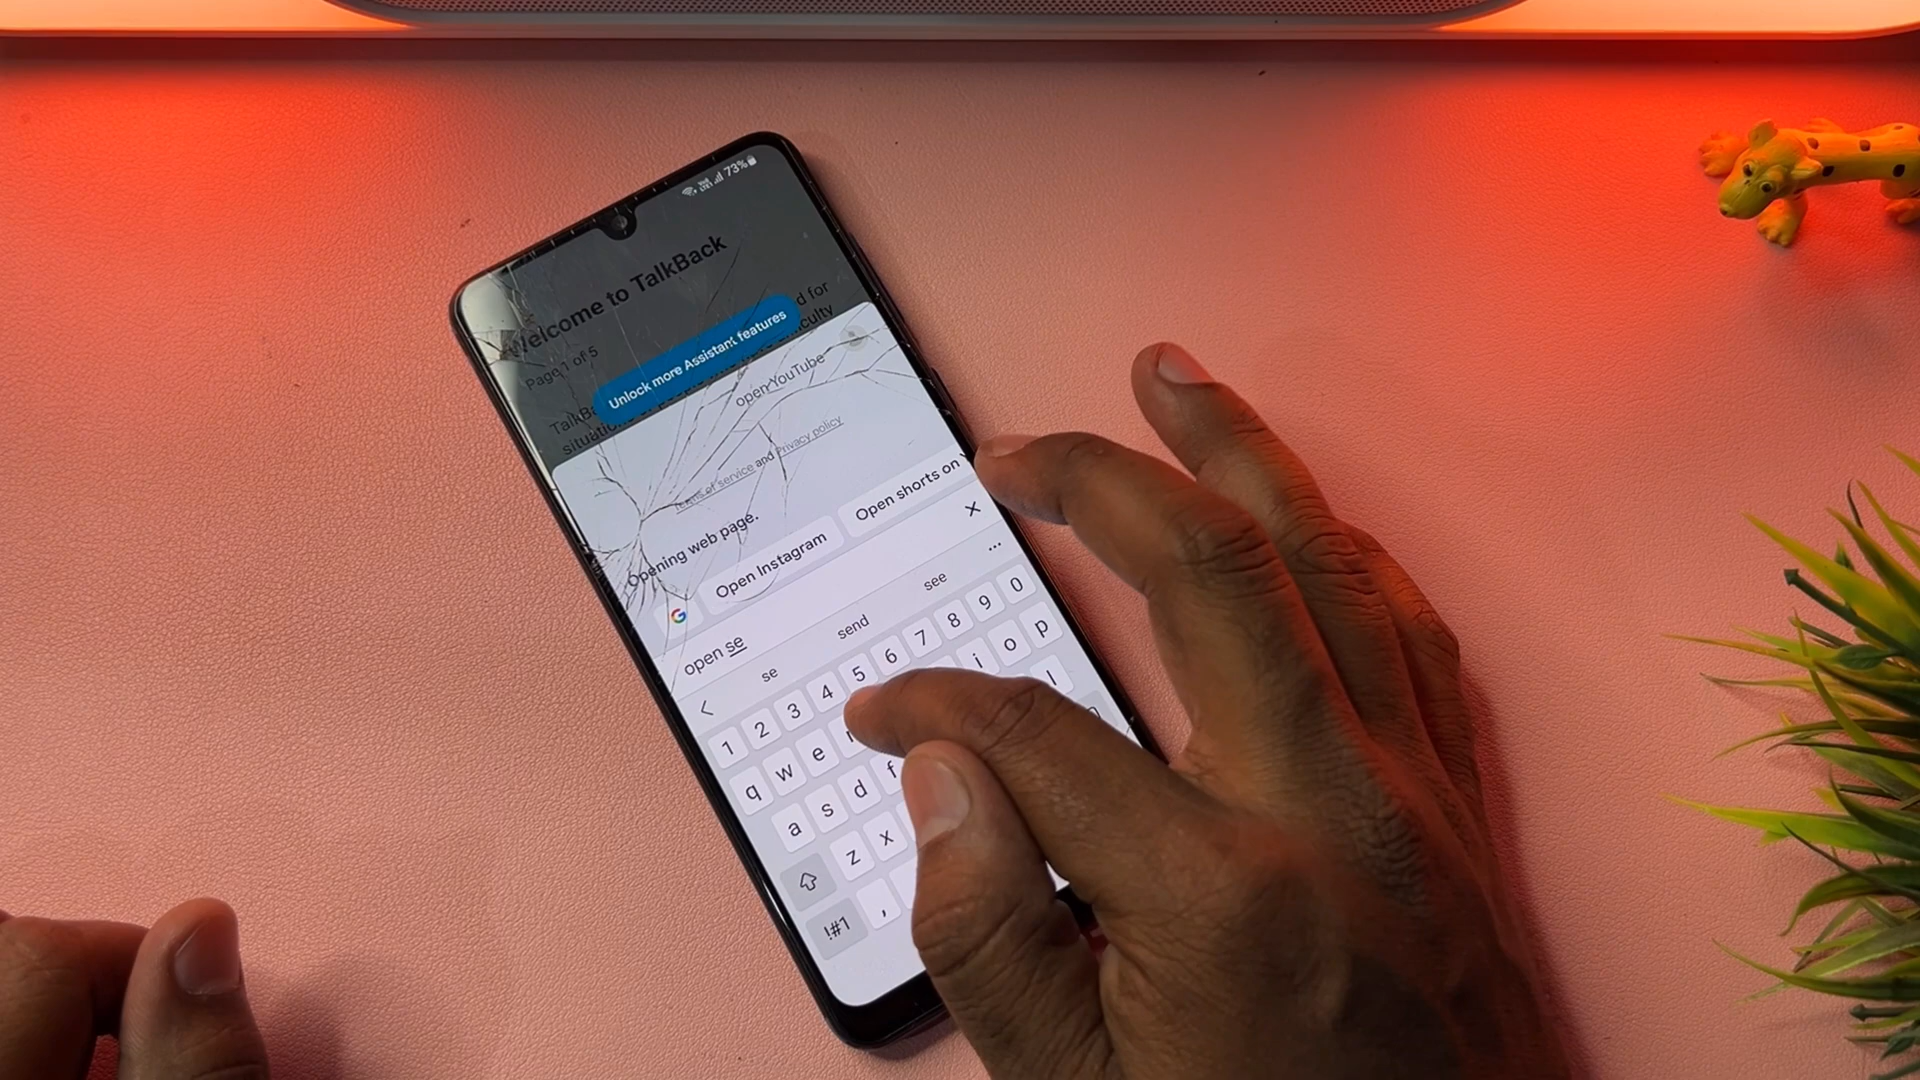 73%
Welcome to TalkBack
Page 1 of 5
d for
culty
TalkBa
situatio
Unlock more Assistant features
open YouTube
Terms of service and Privacy policy
Opening web page.
Open Instagram
Open shorts on
G
open se
se
send
see
1 2 3 4 5 6 7 8 9 0
q w e r i o p
a s d f l
z x
!#1 ,